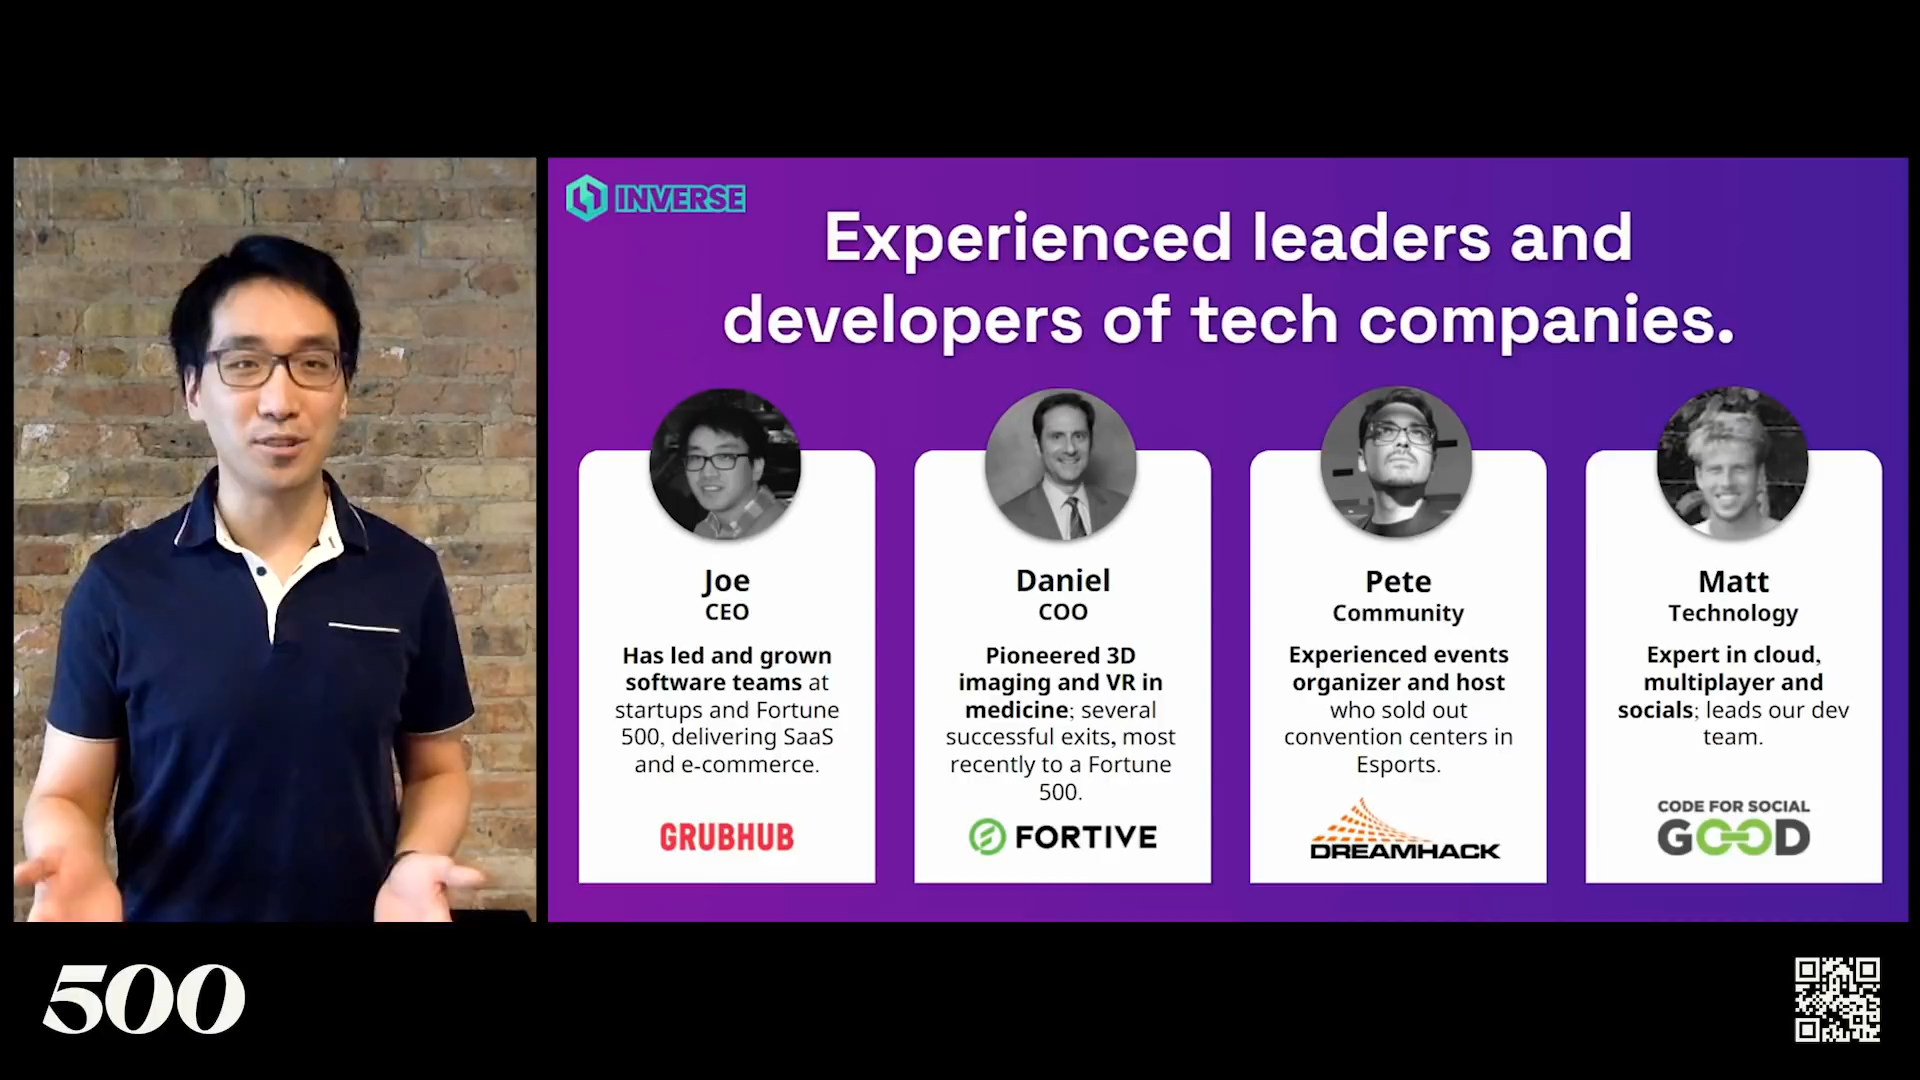 INVERSE
Experienced leaders and
developers of tech companies.
Joe
CEO
Has led and grown
software teams at
startups and Fortune
500, delivering SaaS
and e-commerce.
GRUBHUB
Daniel
COO
Pioneered 3D
imaging and VR in
medicine; several
successful exits, most
recently to a Fortune
500.
FORTIVE
Pete
Community
Experienced events
organizer and host
who sold out
convention centers in
Esports.
DREAMHACK
Matt
Technology
Expert in cloud,
multiplayer and
socials; leads our dev
team.
CODE FOR SOCIAL
GOOD
500